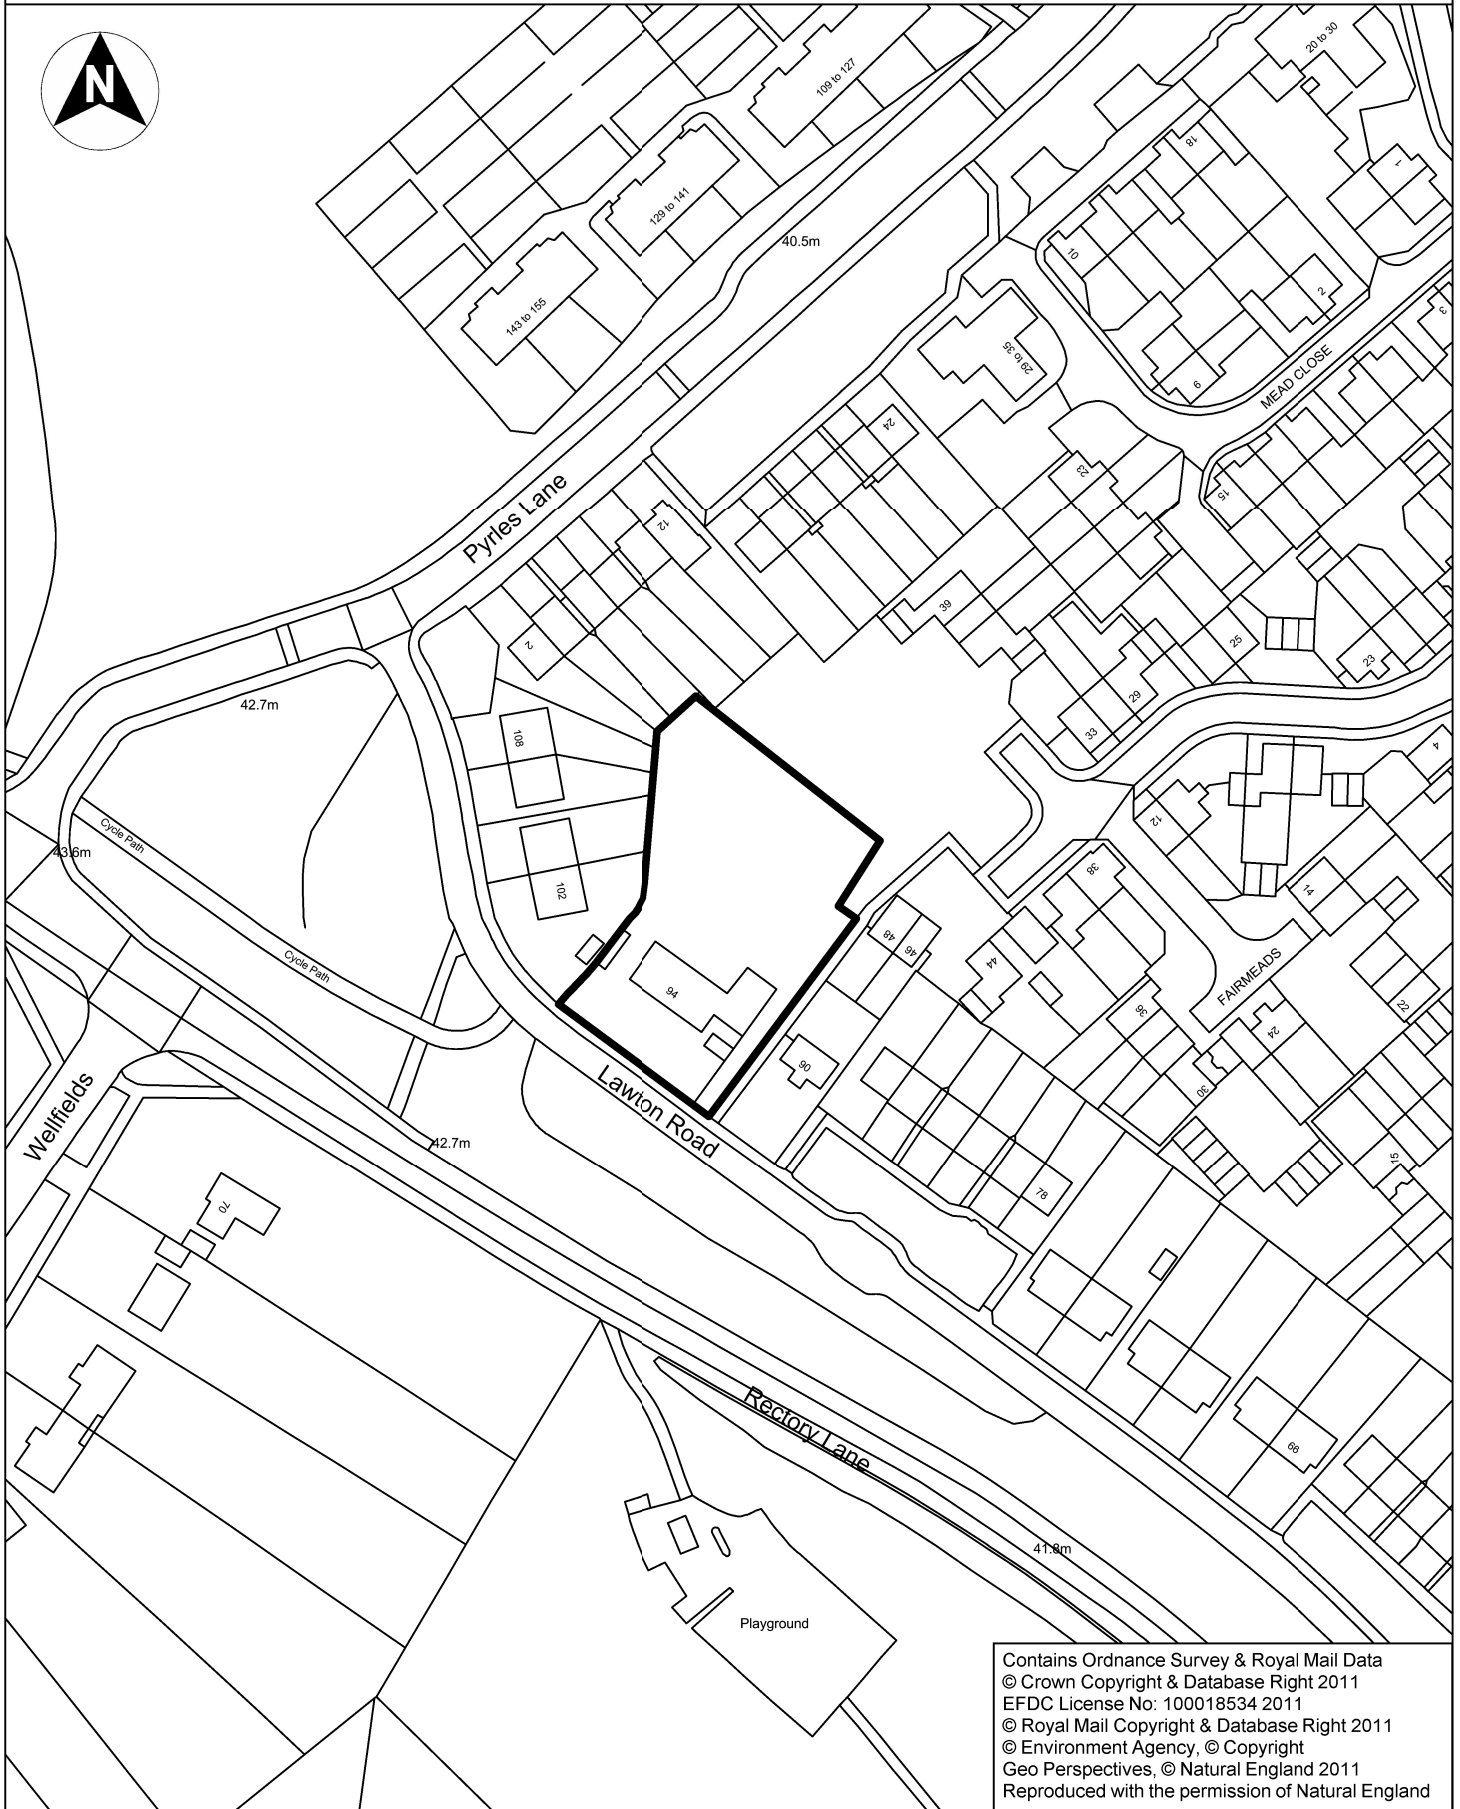 N
20 to 30
109 to 127
18
1
129 to 141
40.5m
10
2
143 to 155
3
29 to 35
MEAD CLOSE
6
24
23
15
Pyrles Lane
12
39
25
2
23
29
42.7m
33
108
4
12
Cycle Path
43.6m
38
102
14
48
46
Cycle Path
44
FAIRMEADS
94
36
22
24
90
Lawton Road
30
Wellfields
42.7m
15
78
70
Rectory Lane
66
41.8m
Playground
Contains Ordnance Survey & Royal Mail Data
© Crown Copyright & Database Right 2011
EFDC License No: 100018534 2011
© Royal Mail Copyright & Database Right 2011
© Environment Agency, © Copyright
Geo Perspectives, © Natural England 2011
Reproduced with the permission of Natural England